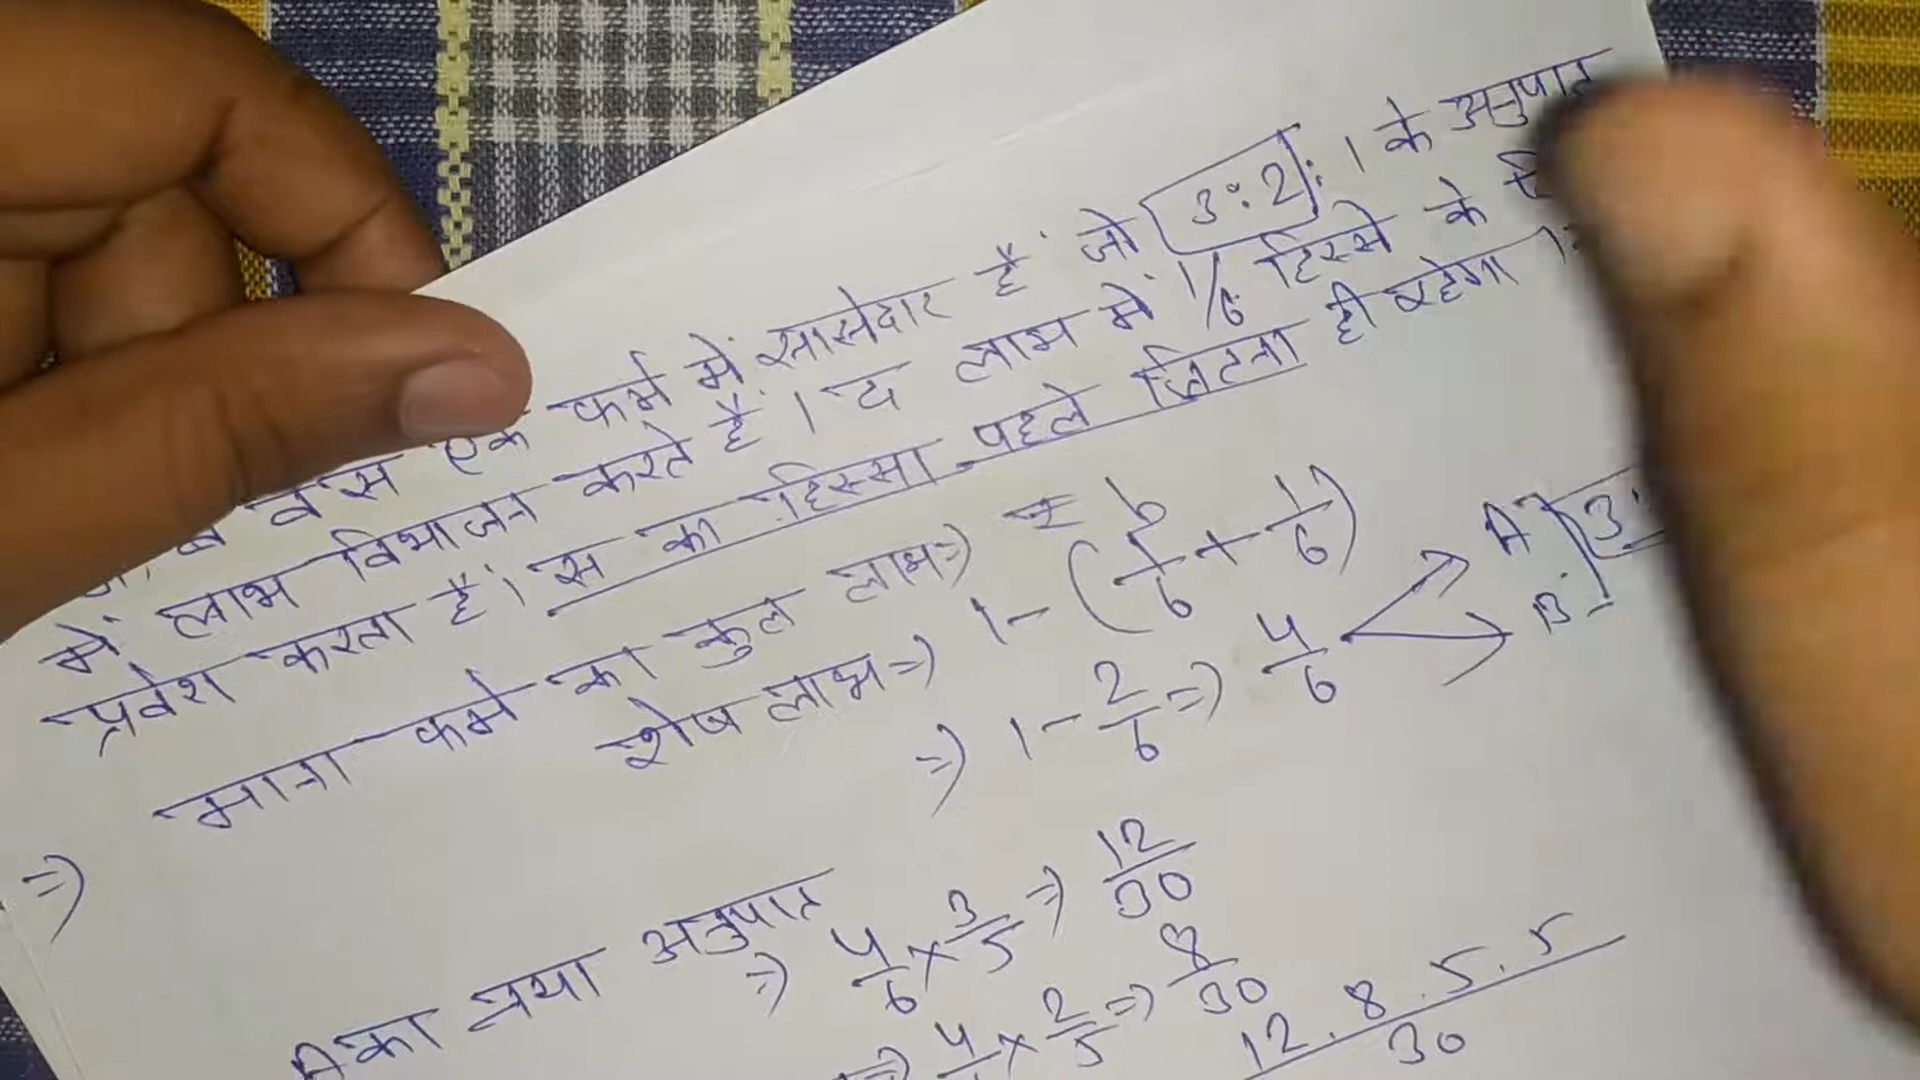 ब व स एक फर्म में साझेदार हैं जो 3:2:1 के अनुपात
में लाभ विभाजन करते हैं। द लाभ में 1/6 हिस्से के
प्रवेश करता है। स का हिस्सा पहले जितना ही रहेगा।
माना फर्म का कुल लाभ ⇒
शेष लाभ ⇒ 1 - (1/6 + 1/6)
⇒ 1 - 2/6 ⇒ 4/6
A
3:
B
⇒
A का नया अनुपात
⇒ 4/6 × 3/5 ⇒ 12/30
⇒ 4/ × 2/5 ⇒ 8/30
12.8.5.5
30